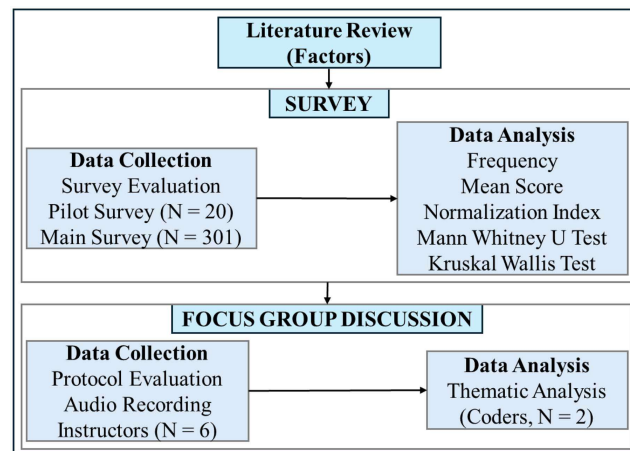 Literature Review
(Factors)
SURVEY
Data Collection
Survey Evaluation
Pilot Survey (N = 20)
Main Survey (N = 301)
Data Analysis
Frequency
Mean Score
Normalization Index
Mann Whitney U Test
Kruskal Wallis Test
FOCUS GROUP DISCUSSION
Data Collection
Protocol Evaluation
Audio Recording
Instructors (N = 6)
Data Analysis
Thematic Analysis
(Coders, N = 2)